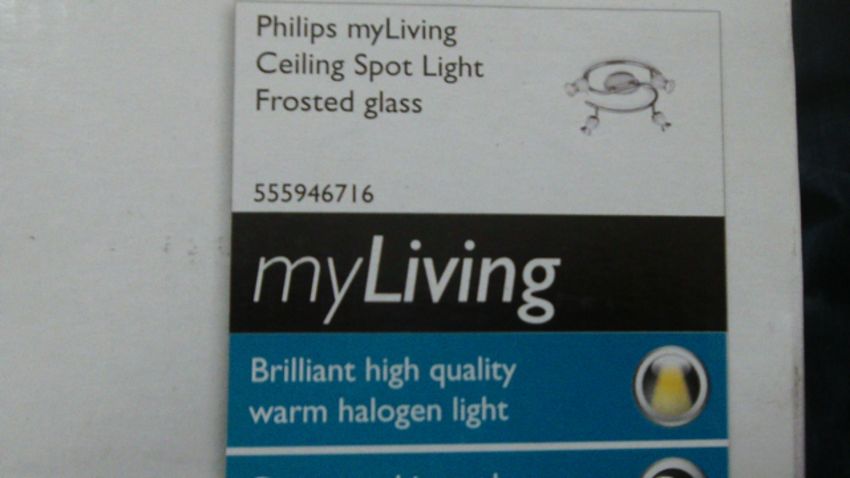 Philips myLiving
Ceiling Spot Light
Frosted glass
555946716
myLiving
Brilliant high quality
warm halogen light